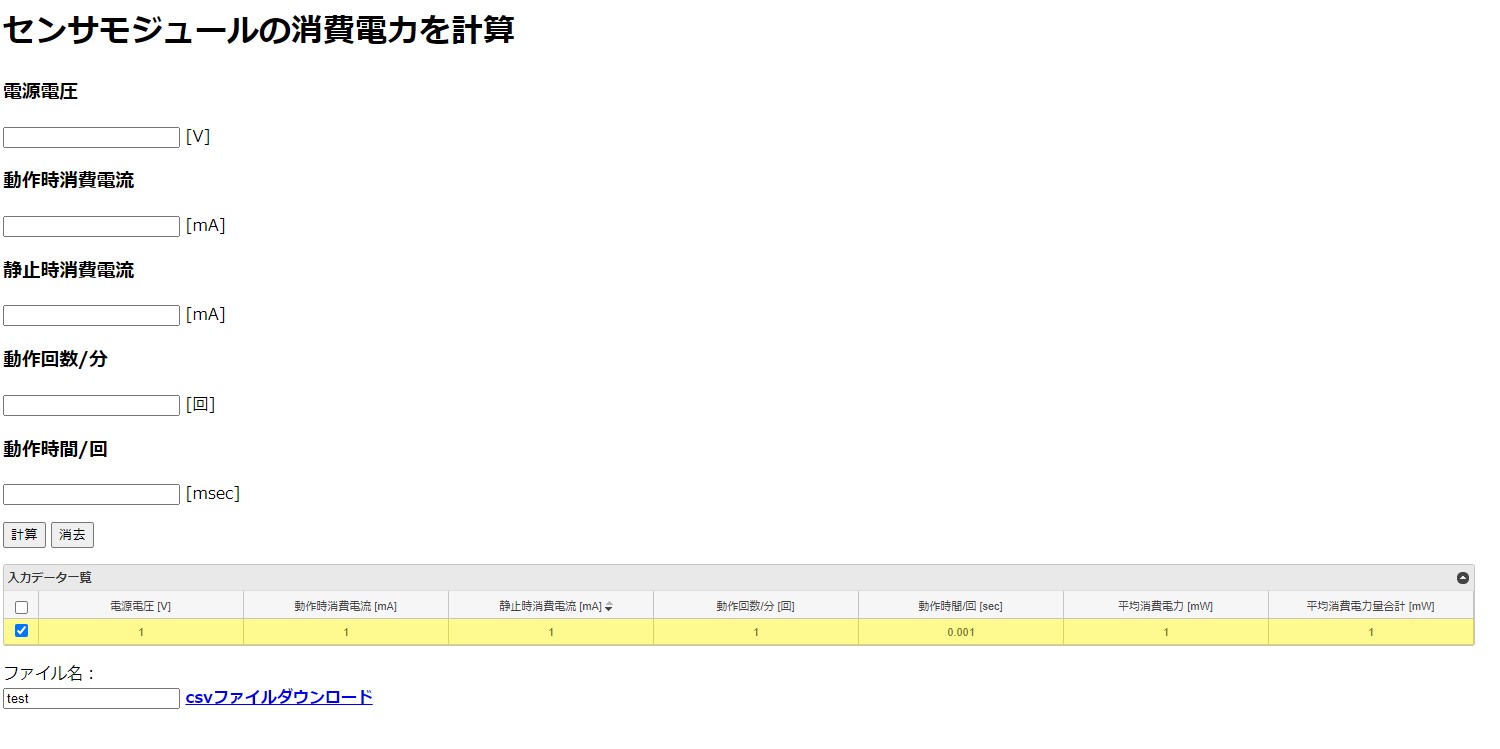 センサモジュールの消費電力を計算
電源電圧
[V]
動作時消費電流
[mA]
静止時消費電流
[mA]
動作回数/分
[回]
動作時間/回
[msec]
計算 消去
入力データ一覧
電源電圧 [V] 動作時消費電流 [mA] 静止時消費電流 [mA] 動作回数/分 [回] 動作時間/回 [sec] 平均消費電力 [mW] 平均消費電力量合計 [mW]
1 1 1 1 0.001 1 1
ファイル名：
test csvファイルダウンロード